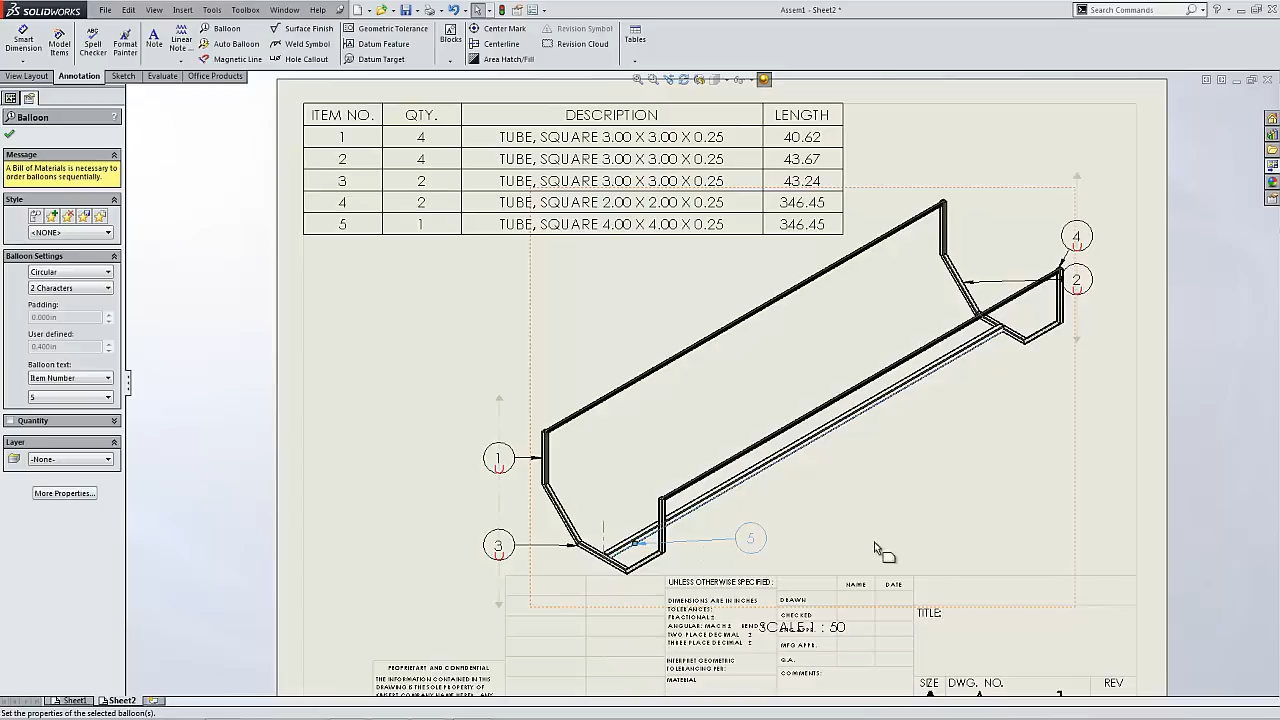 SOLIDWORKS File Edit View Insert Tools Toolbox Window Help Assem1 - Sheet2 * Search Commands
Smart Dimension Model Items Spell Checker Format Painter Note Linear Note ... Balloon Auto Balloon Magnetic Line Surface Finish Weld Symbol Hole Callout Geometric Tolerance Datum Feature Datum Target Blocks Center Mark Centerline Area Hatch/Fill Revision Symbol Revision Cloud Tables
View Layout Annotation Sketch Evaluate Office Products
Balloon ?
Message
A Bill of Materials is necessary to
order balloons sequentially.
Style
<NONE>
Balloon Settings
Circular
2 Characters
Padding:
0.000in
User defined:
0.400in
Balloon text:
Item Number
5
Quantity
Layer
-None-
More Properties...
ITEM NO. QTY. DESCRIPTION LENGTH
1 4 TUBE, SQUARE 3.00 X 3.00 X 0.25 40.62
2 4 TUBE, SQUARE 3.00 X 3.00 X 0.25 43.67
3 2 TUBE, SQUARE 3.00 X 3.00 X 0.25 43.24
4 2 TUBE, SQUARE 2.00 X 2.00 X 0.25 346.45
5 1 TUBE, SQUARE 4.00 X 4.00 X 0.25 346.45
4
2
1
3
5
UNLESS OTHERWISE SPECIFIED:
DIMENSIONS ARE IN INCHES
TOLERANCES:
FRACTIONAL ±
ANGULAR: MACH ± BEND ±
TWO PLACE DECIMAL ±
THREE PLACE DECIMAL ±
INTERPRET GEOMETRIC
TOLERANCING PER:
MATERIAL
NAME DATE
DRAWN
CHECKED
SCALE 1 : 50
MFG APPR.
Q.A.
COMMENTS:
TITLE:
SIZE DWG. NO. REV
PROPRIETARY AND CONFIDENTIAL
THE INFORMATION CONTAINED IN THIS
DRAWING IS THE SOLE PROPERTY OF
Sheet1 Sheet2
Set the properties of the selected balloon(s).